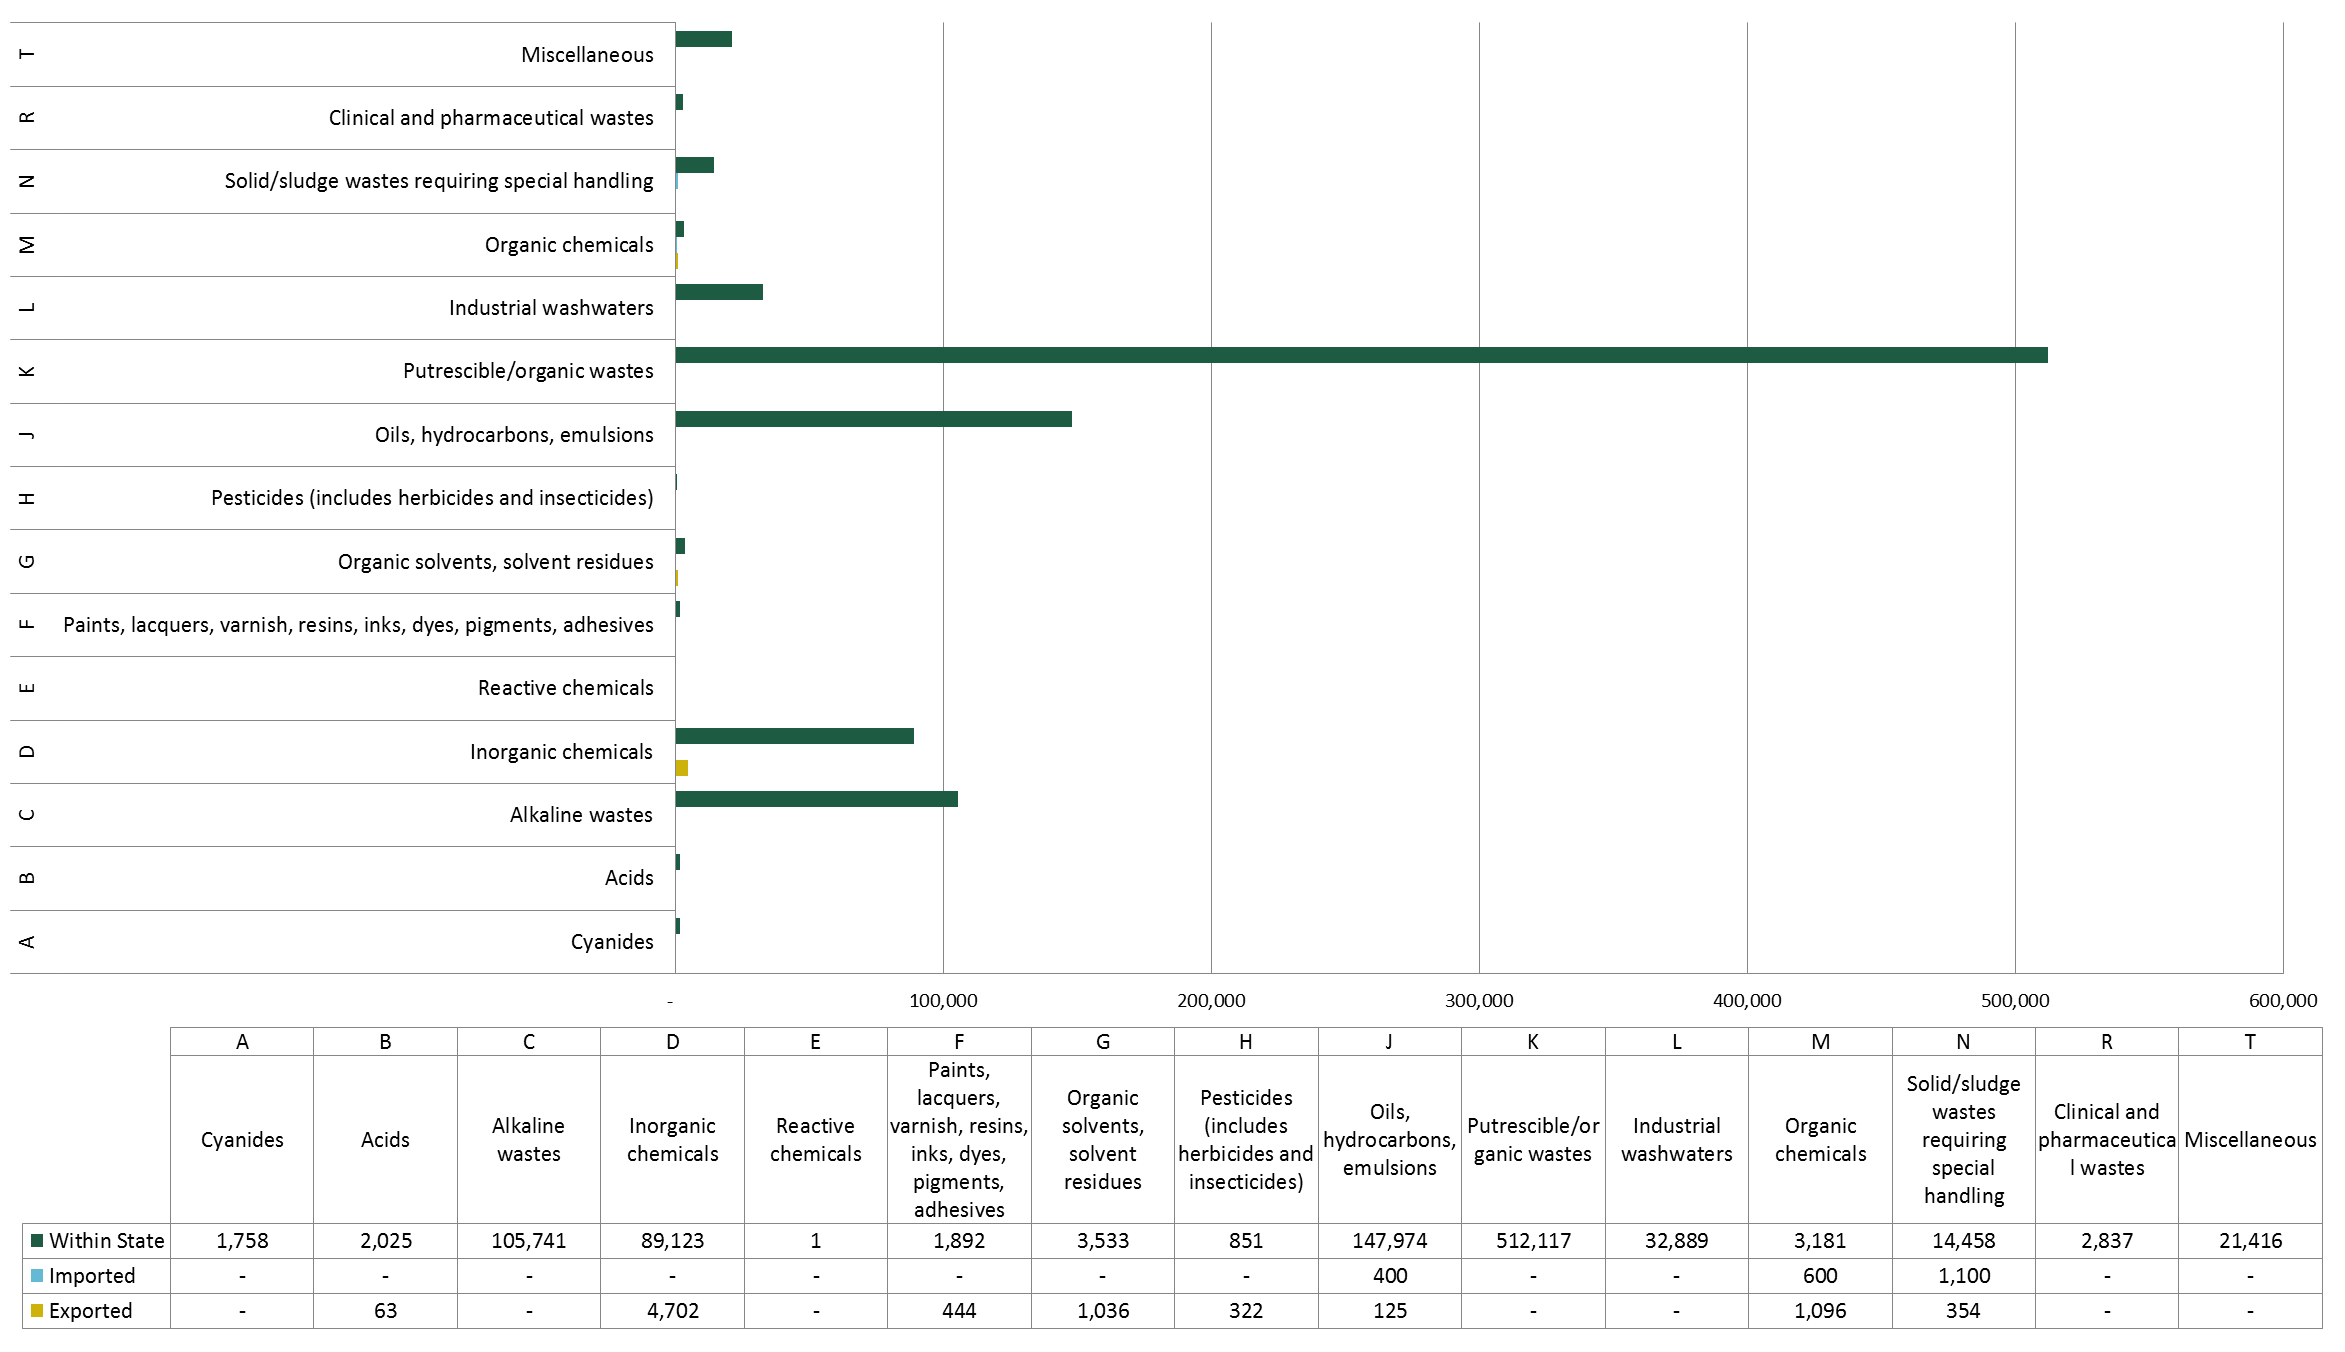 T Miscellaneous
R Clinical and pharmaceutical wastes
N Solid/sludge wastes requiring special handling
M Organic chemicals
L Industrial washwaters
K Putrescible/organic wastes
J Oils, hydrocarbons, emulsions
H Pesticides (includes herbicides and insecticides)
G Organic solvents, solvent residues
F Paints, lacquers, varnish, resins, inks, dyes, pigments, adhesives
E Reactive chemicals
D Inorganic chemicals
C Alkaline wastes
B Acids
A Cyanides
- 100,000 200,000 300,000 400,000 500,000 600,000
A B C D E F G H J K L M N R T
Cyanides
Acids
Alkaline
wastes
Inorganic
chemicals
Reactive
chemicals
Paints,
lacquers,
varnish, resins,
inks, dyes,
pigments,
adhesives
Organic
solvents,
solvent
residues
Pesticides
(includes
herbicides and
insecticides)
Oils,
hydrocarbons,
emulsions
Putrescible/or
ganic wastes
Industrial
washwaters
Organic
chemicals
Solid/sludge
wastes
requiring
special
handling
Clinical and
pharmaceutica
l wastes
Miscellaneous
Within State 1,758 2,025 105,741 89,123 1 1,892 3,533 851 147,974 512,117 32,889 3,181 14,458 2,837 21,416
Imported - - - - - - - - 400 - - 600 1,100 - -
Exported - 63 - 4,702 - 444 1,036 322 125 - - 1,096 354 - -